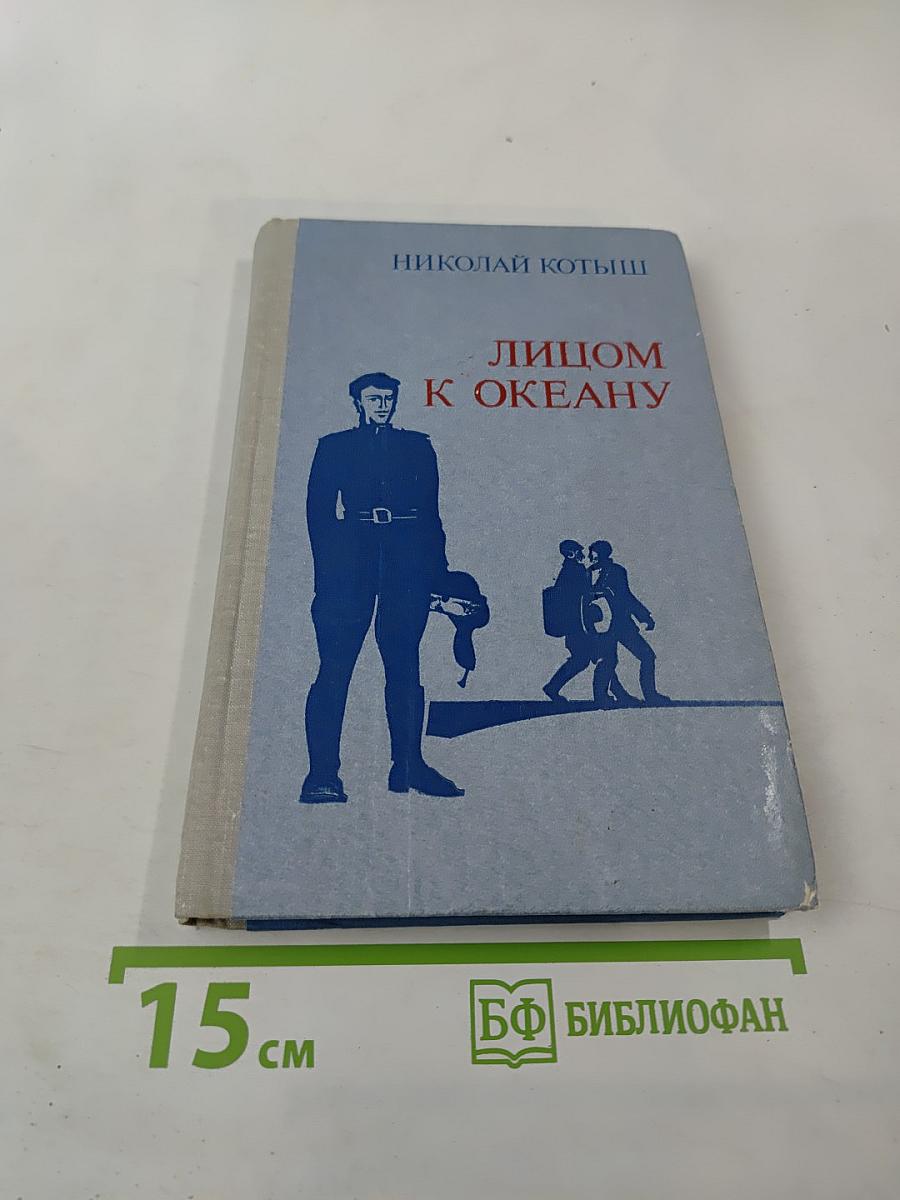 НИКОЛАЙ КОТЫШ
ЛИЦОМ
К ОКЕАНУ
15 см
БФ БИБЛИОФАН